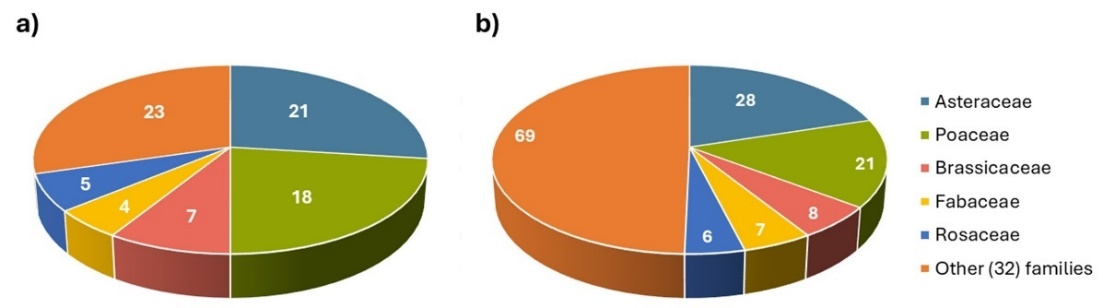 a)
23
21
5
4
7
18
b)
69
28
21
8
7
6
Asteraceae
Poaceae
Brassicaceae
Fabaceae
Rosaceae
Other (32) families